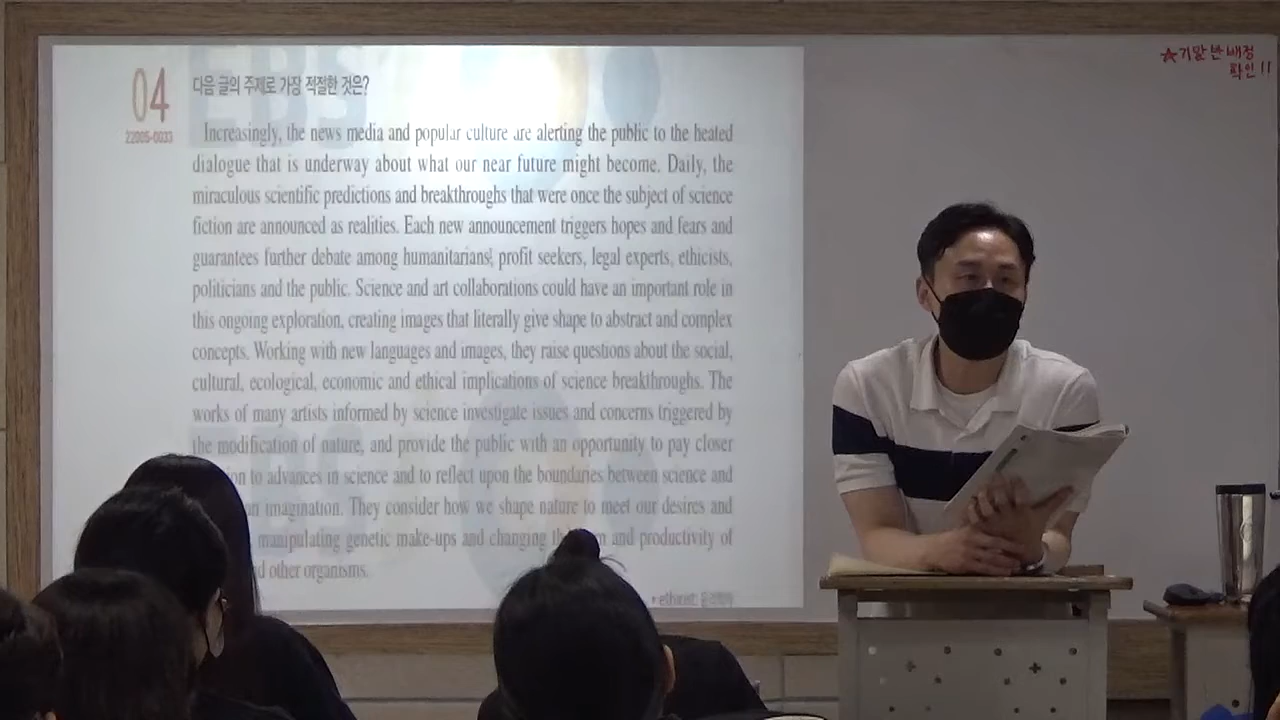 04
22005-0033
다음 글의 주제로 가장 적절한 것은?
Increasingly, the news media and popular culture are alerting the public to the heated
dialogue that is underway about what our near future might become. Daily, the
miraculous scientific predictions and breakthroughs that were once the subject of science
fiction are announced as realities. Each new announcement triggers hopes and fears and
guarantees further debate among humanitarians, profit seekers, legal experts, ethicists,
politicians and the public. Science and art collaborations could have an important role in
this ongoing exploration, creating images that literally give shape to abstract and complex
concepts. Working with new languages and images, they raise questions about the social,
cultural, ecological, economic and ethical implications of science breakthroughs. The
works of many artists informed by science investigate issues and concerns triggered by
the modification of nature, and provide the public with an opportunity to pay closer
to advances in science and to reflect upon the boundaries between science and
imagination. They consider how we shape nature to meet our desires and
manipulating genetic make-ups and changing and productivity of
other organisms.
* ethicist:
EBS
☆기말 반 배정
확인!!